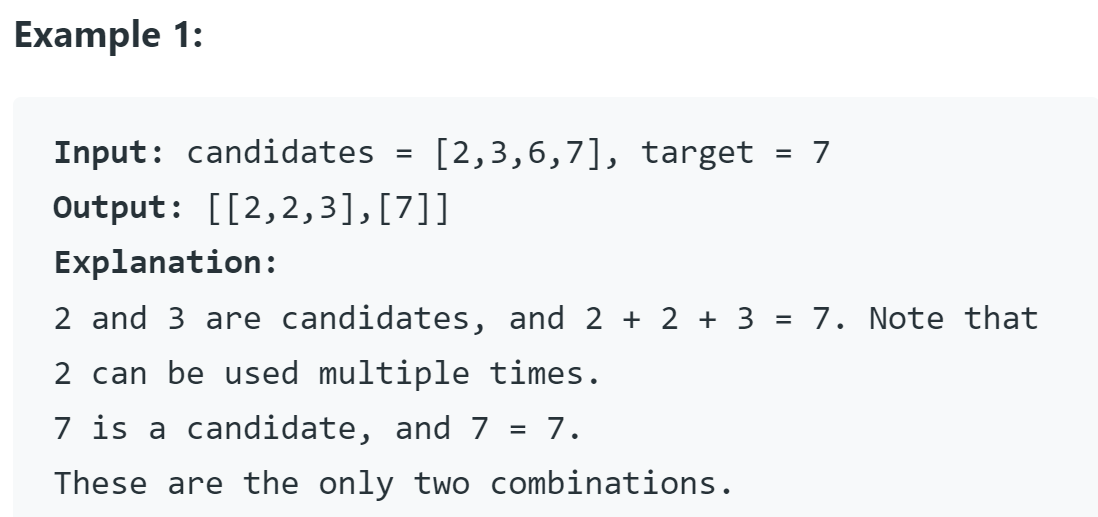 Example 1:
Input: candidates = [2,3,6,7], target = 7
Output: [[2,2,3],[7]]
Explanation:
2 and 3 are candidates, and 2 + 2 + 3 = 7. Note that
2 can be used multiple times.
7 is a candidate, and 7 = 7.
These are the only two combinations.